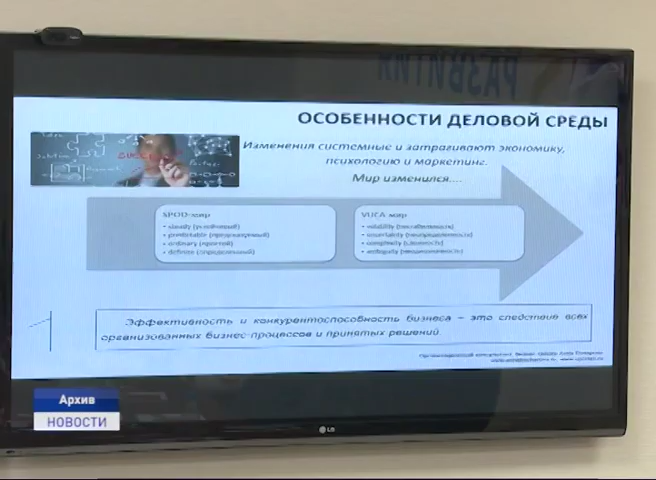 РАЗВИТИЯ
ОСОБЕННОСТИ ДЕЛОВОЙ СРЕДЫ
Изменения системные и затрагивают экономику,
психологию и маркетинг.
Мир изменился....
SPOD-мир
• steady (устойчивый)
• predictable (предсказуемый)
• ordinary (простой)
• definite (определенный)
VUCA-мир
• volatility (нестабильность)
• uncertainty (неопределенность)
• complexity (сложность)
• ambiguity (неоднозначность)
Эффективность и конкурентоспособность бизнеса – это следствие всех
организованных бизнес-процессов и принятых решений.
Архив
НОВОСТИ
LG